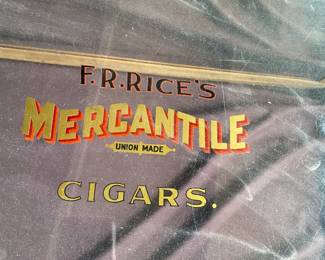 F.R.RICE'S
MERCANTILE
UNION MADE
CIGARS.